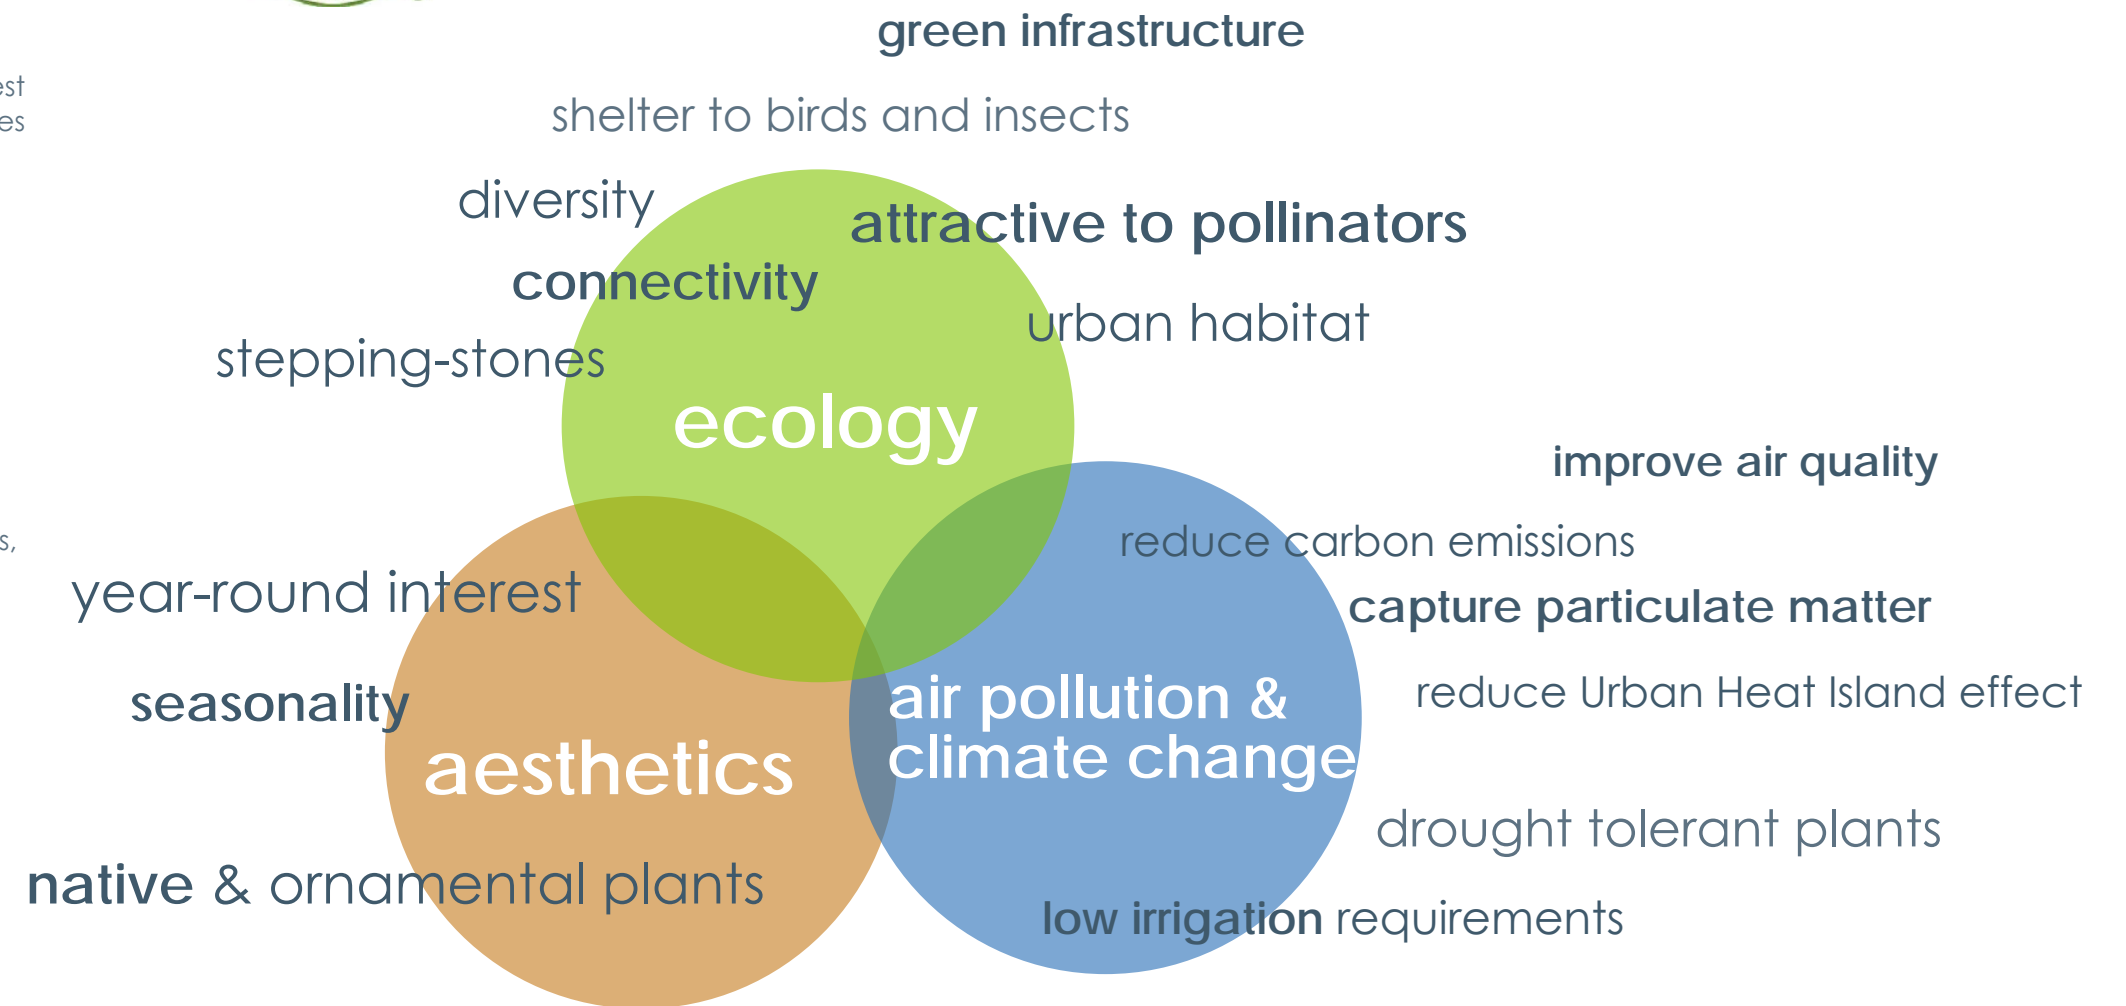 green infrastructure
shelter to birds and insects
diversity
attractive to pollinators
connectivity
urban habitat
stepping-stones
ecology
improve air quality
reduce carbon emissions
year-round interest
capture particulate matter
seasonality
reduce Urban Heat Island effect
air pollution &
climate change
aesthetics
drought tolerant plants
native & ornamental plants
low irrigation requirements